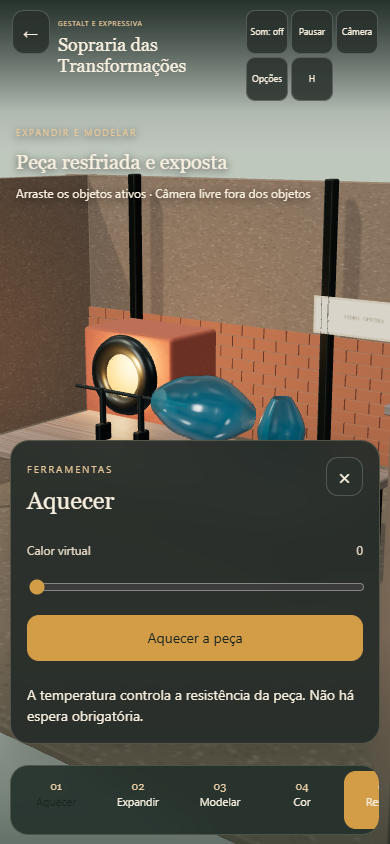 ←
GESTALT E EXPRESSIVA
Sopraria das
Transformações
Som: off
Pausar
Câmera
Opções
H
EXPANDIR E MODELAR
Peça resfriada e exposta
Arraste os objetos ativos · Câmera livre fora dos objetos
FERRAMENTAS
×
Aquecer
Calor virtual
0
Aquecer a peça
A temperatura controla a resistência da peça. Não há
espera obrigatória.
01
Aquecer
02
Expandir
03
Modelar
04
Cor
Re